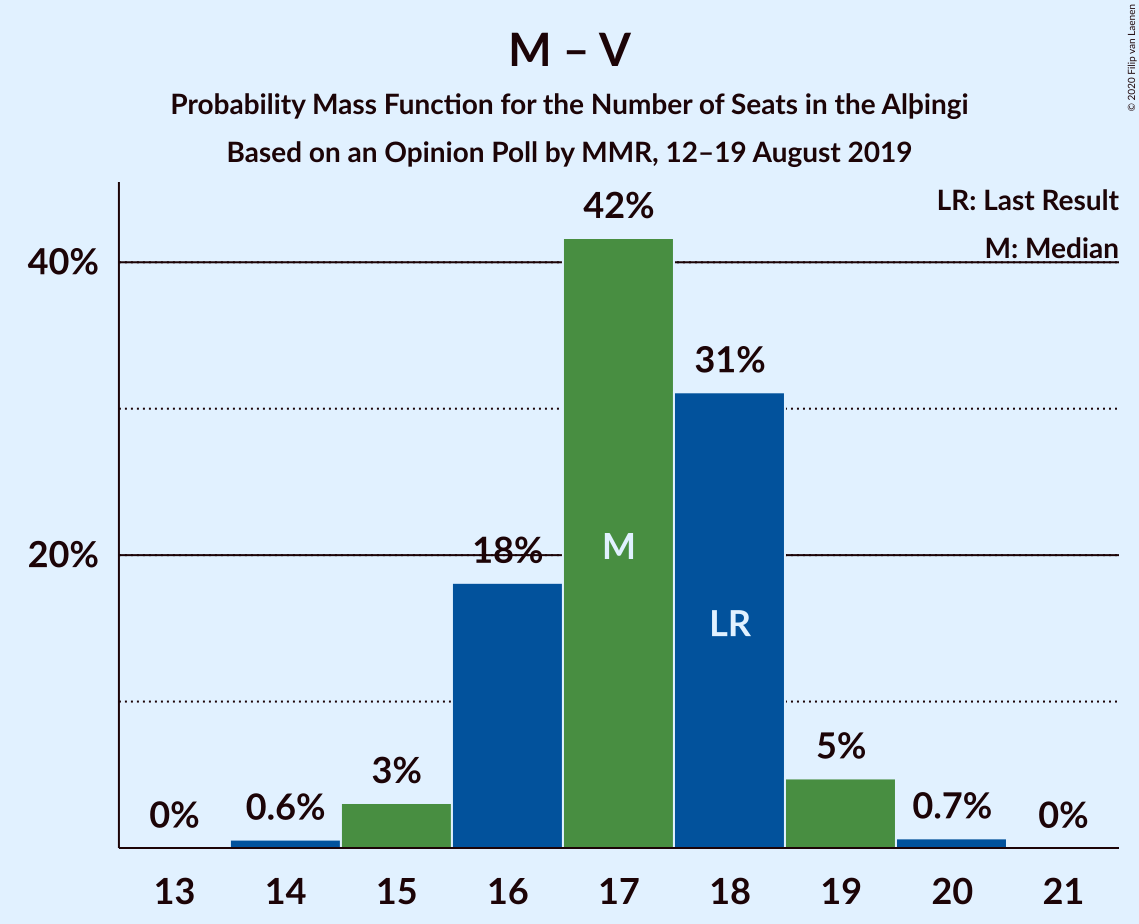 M – V
Probability Mass Function for the Number of Seats in the Alþingi
Based on an Opinion Poll by MMR, 12–19 August 2019
© 2020 Filip van Laenen
LR: Last Result
M: Median
42%
40%
31%
20%
18%
M
LR
5%
3%
0%
0.6%
0.7%
0%
13 14 15 16 17 18 19 20 21